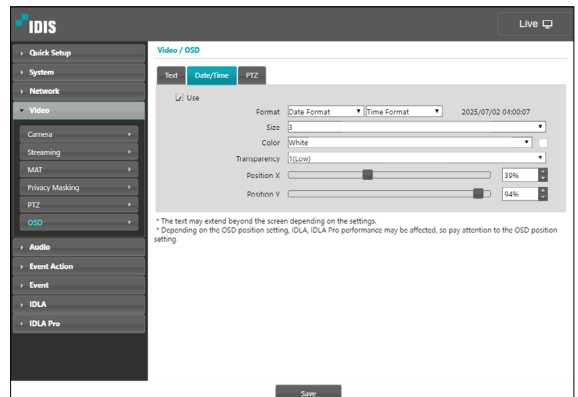 IDIS
Live
Quick Setup
System
Network
Video
Camera
Streaming
MAT
Privacy Masking
PTZ
OSD
Audio
Event Action
Event
IDLA
IDLA Pro
Video / OSD
Text Date/Time PTZ
Use
Format Date Format Time Format 2025/07/02 04:00:07
Size 3
Color White
Transparency 1(Low)
Position X 39%
Position Y 94%
* The text may extend beyond the screen depending on the settings.
* Depending on the OSD position setting, IDLA, IDLA Pro performance may be affected, so pay attention to the OSD position
setting.
Save